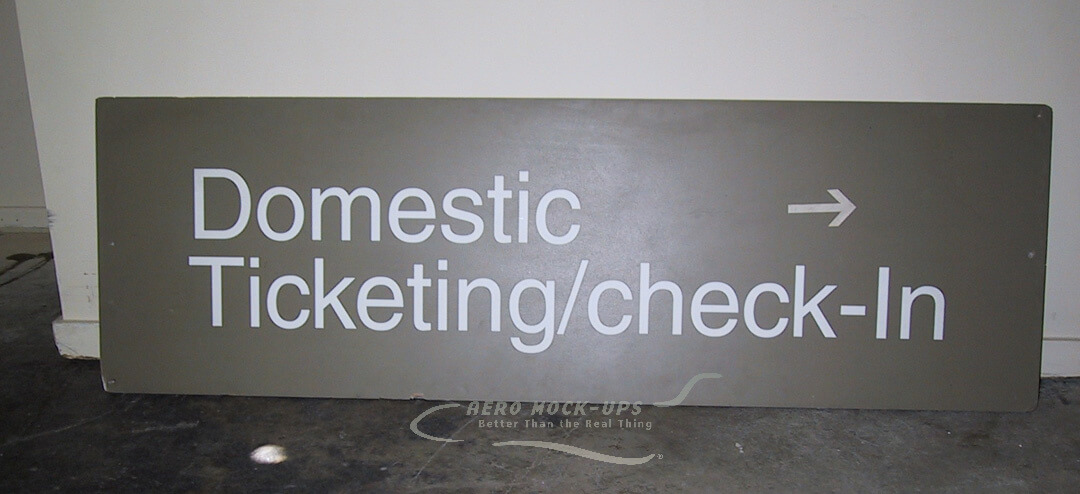 Domestic →
Ticketing/check-In
AERO MOCK-UPS
Better Than the Real Thing
®